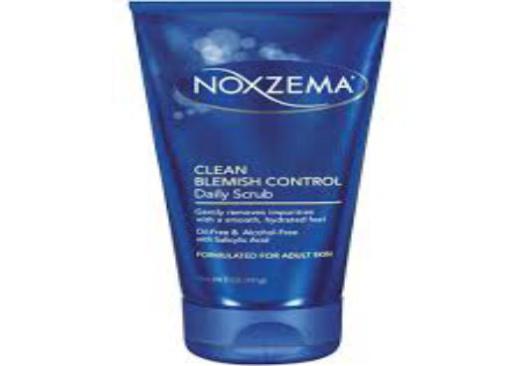 NOXZEMA
CLEAN
BLEMISH CONTROL
Daily Scrub
Gently removes impurities
with a smooth, hydrated feel
Oil-Free & Alcohol-Free
with Salicylic Acid
FORMULATED FOR ADULT SKIN